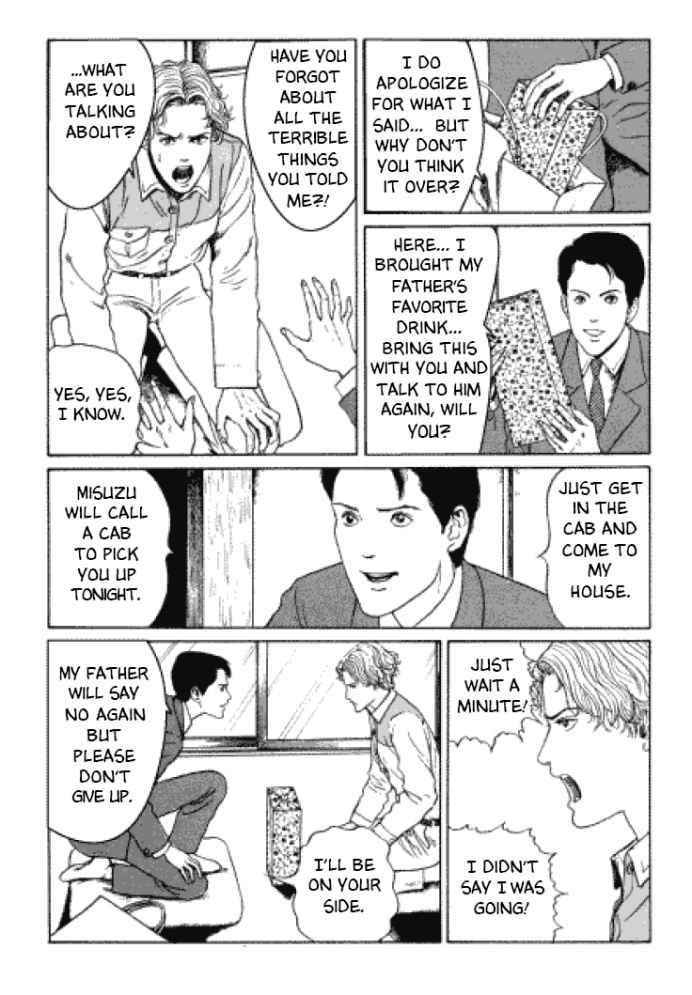 ...WHAT
ARE YOU
TALKING
ABOUT?
HAVE YOU
FORGOT
ABOUT
ALL THE
TERRIBLE
THINGS
YOU TOLD
ME?!
YES, YES,
I KNOW.
I DO
APOLOGIZE
FOR WHAT I
SAID... BUT
WHY DON'T
YOU THINK
IT OVER?
HERE... I
BROUGHT MY
FATHER'S
FAVORITE
DRINK...
BRING THIS
WITH YOU AND
TALK TO HIM
AGAIN, WILL
YOU?
MISUZU
WILL CALL
A CAB
TO PICK
YOU UP
TONIGHT.
JUST GET
IN THE
CAB AND
COME TO
MY
HOUSE.
MY FATHER
WILL SAY
NO AGAIN
BUT
PLEASE
DON'T
GIVE UP.
I'LL BE
ON YOUR
SIDE.
JUST
WAIT A
MINUTE!
I DIDN'T
SAY I WAS
GOING!